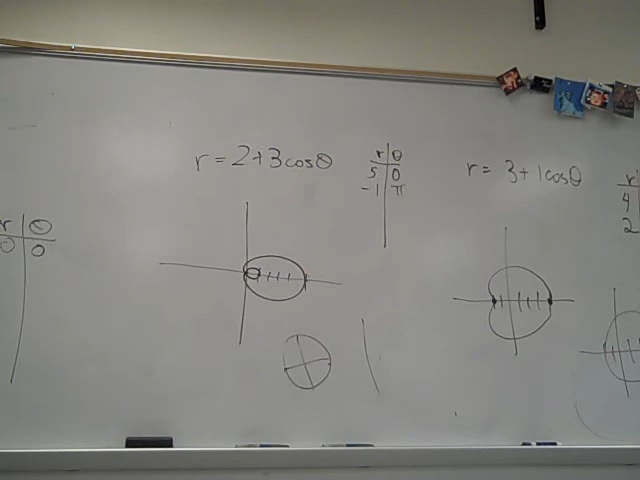 r θ
0 0
r = 2+3cosθ
r θ
5 0
-1 π
r = 3+1cosθ
r
4
2